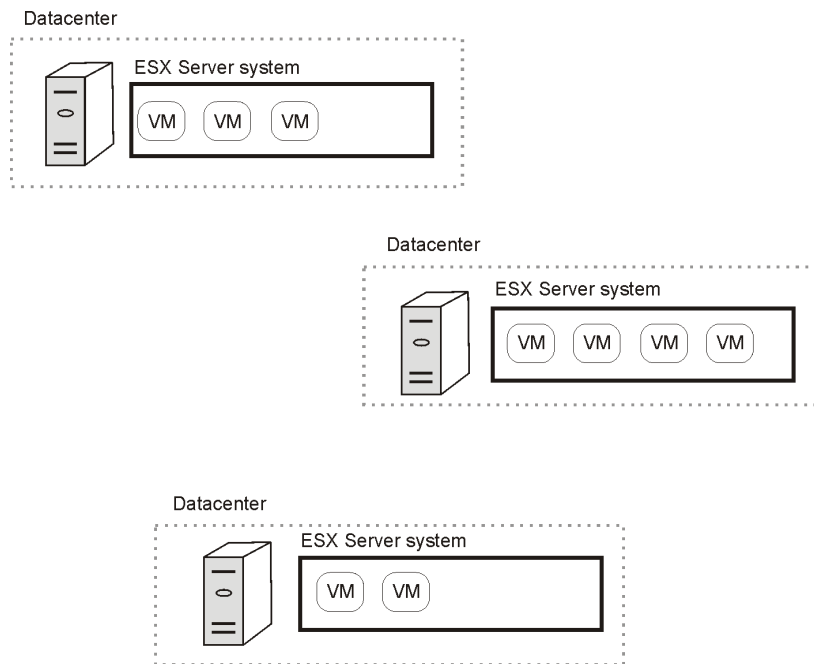 Datacenter
ESX Server system
VM VM VM
Datacenter
ESX Server system
VM VM VM VM
Datacenter
ESX Server system
VM VM